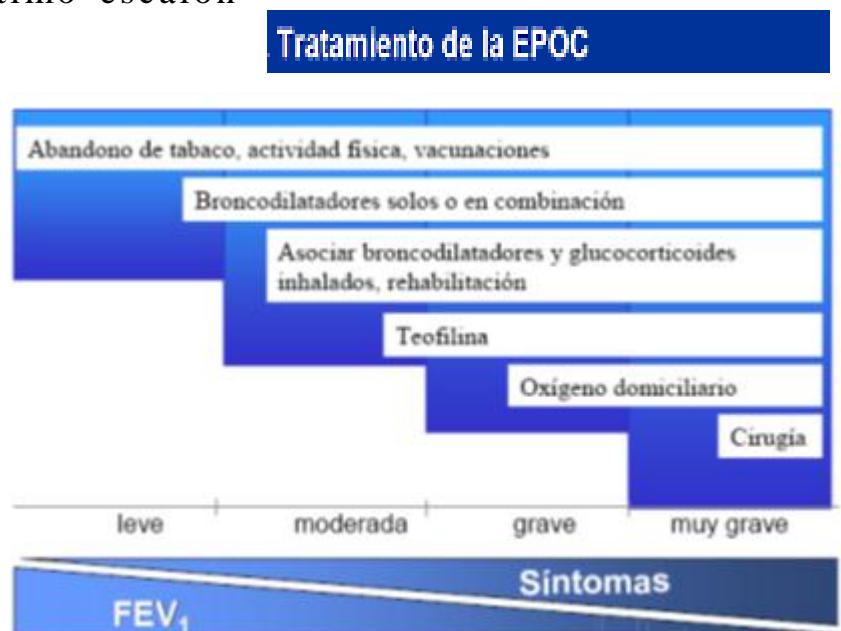 escalón
. Tratamiento de la EPOC
Abandono de tabaco, actividad física, vacunaciones
Broncodilatadores solos o en combinación
Asociar broncodilatadores y glucocorticoides
inhalados, rehabilitación
Teofilina
Oxígeno domiciliario
Cirugía
leve moderada grave muy grave
Síntomas
FEV₁